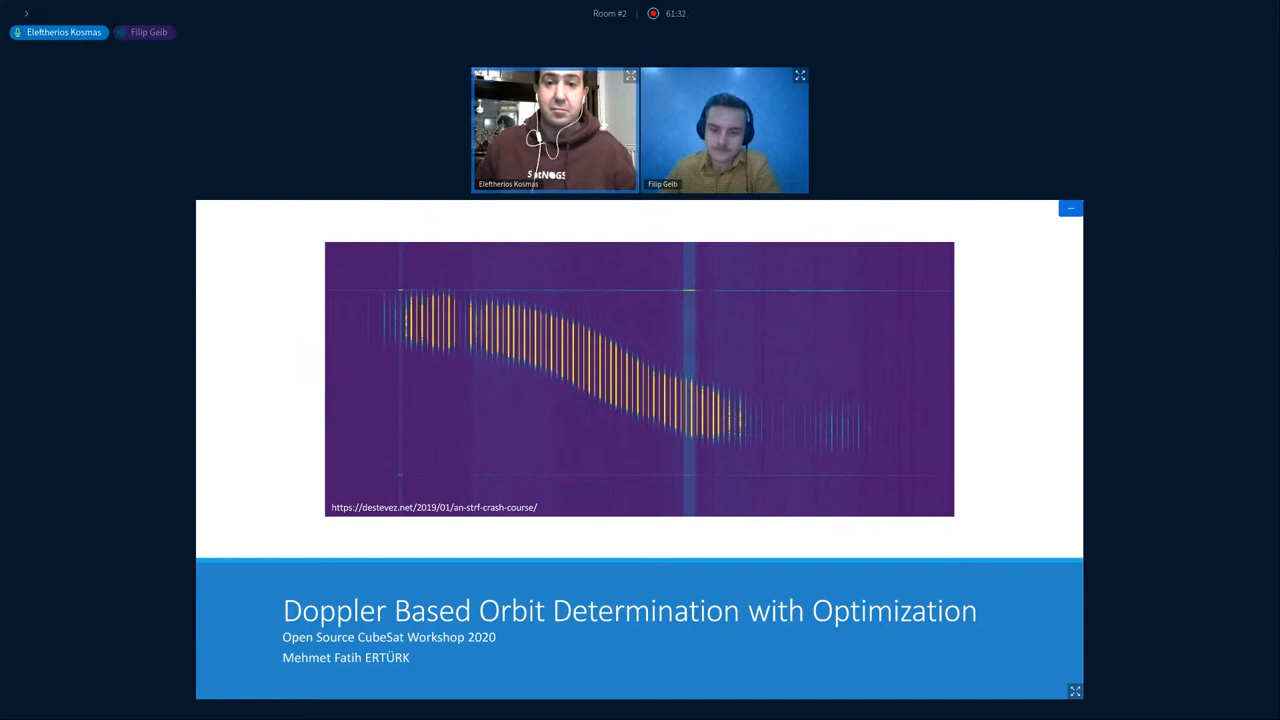 Room #2
61:32
Eleftherios Kosmas
Filip Geib
SatNOGS
Eleftherios Kosmas
Filip Geib
https://destevez.net/2019/01/an-strf-crash-course/
Doppler Based Orbit Determination with Optimization
Open Source CubeSat Workshop 2020
Mehmet Fatih ERTÜRK